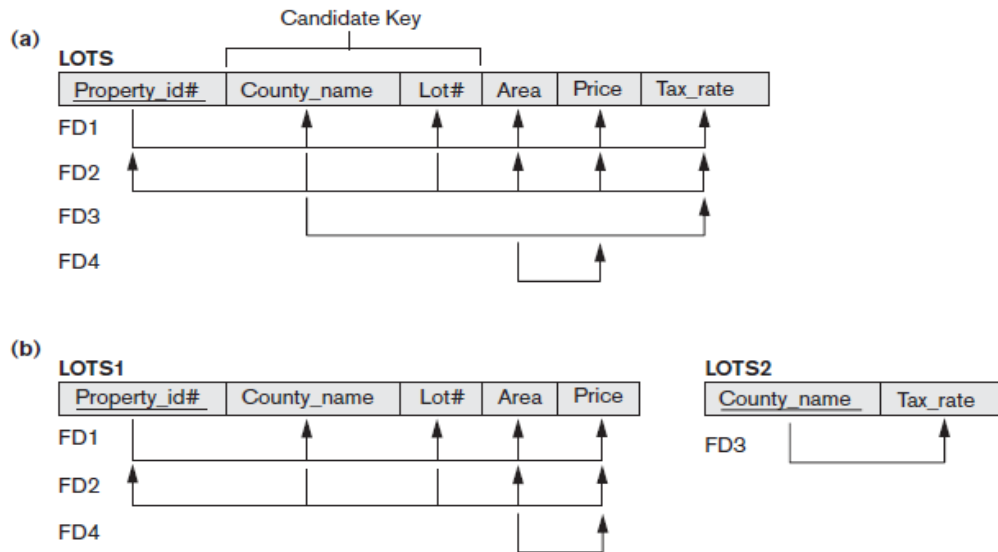 Candidate Key
(a)
LOTS
Property_id# County_name Lot# Area Price Tax_rate
FD1
FD2
FD3
FD4
(b)
LOTS1
Property_id# County_name Lot# Area Price
FD1
FD2
FD4
LOTS2
County_name Tax_rate
FD3